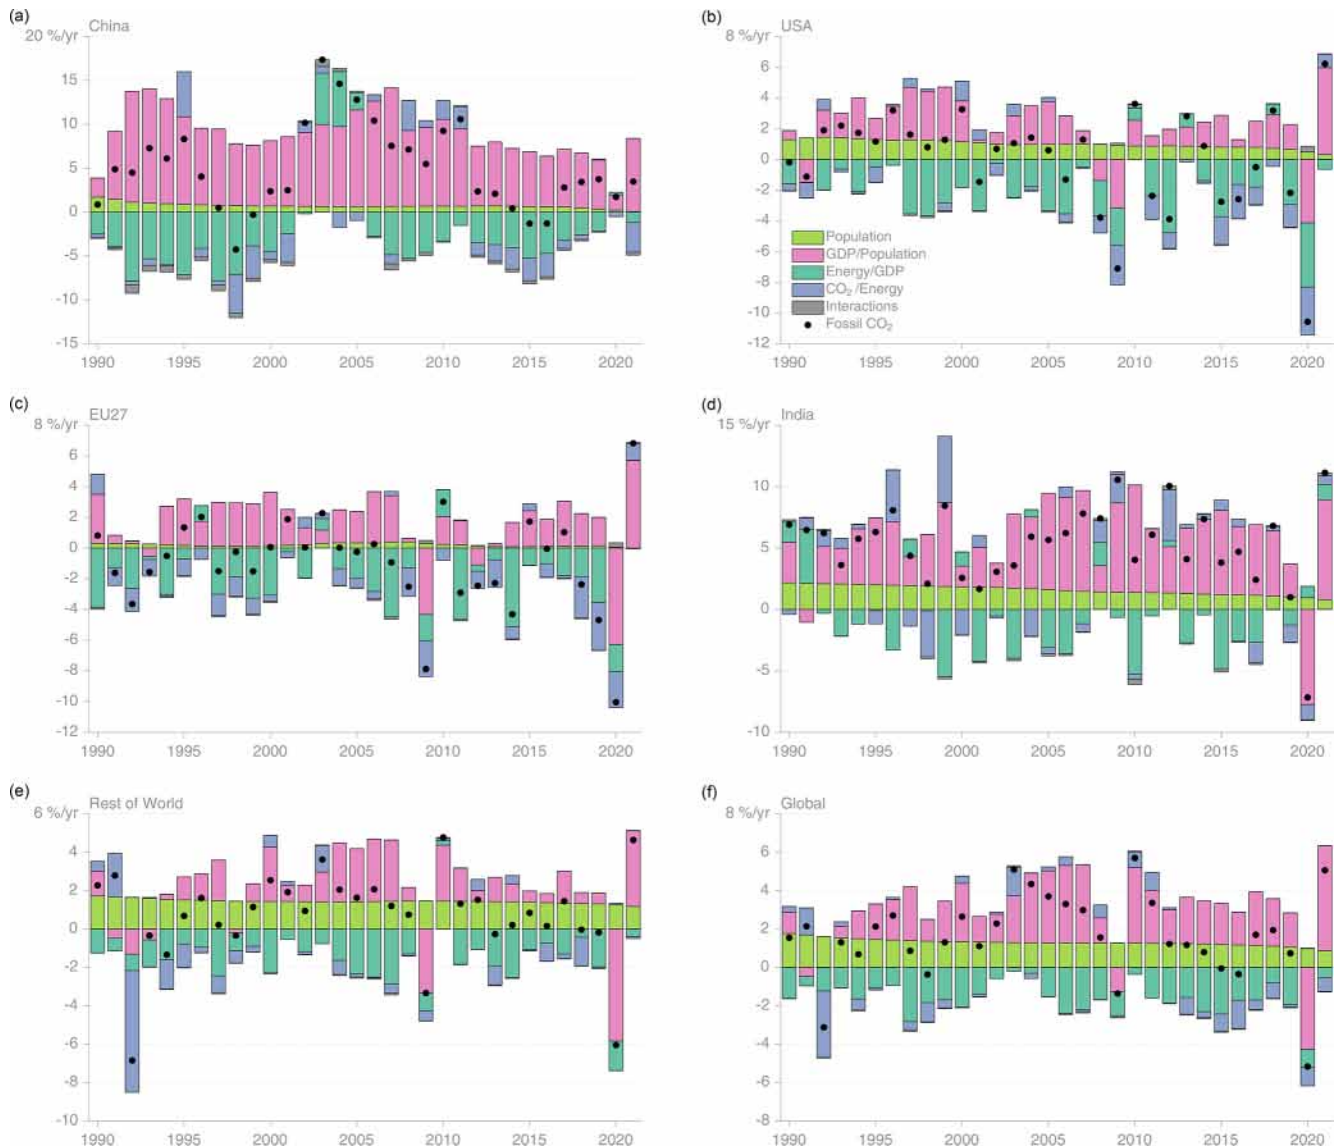 (a)
China
20 %/yr
15
10
5
0
-5
-10
-15
1990 1995 2000 2005 2010 2015 2020
(b)
USA
8 %/yr
6
4
2
0
-2
-4
-6
-8
-10
-12
Population
GDP/Population
Energy/GDP
CO₂/Energy
Interactions
Fossil CO₂
1990 1995 2000 2005 2010 2015 2020
(c)
EU27
8 %/yr
6
4
2
0
-2
-4
-6
-8
-10
-12
1990 1995 2000 2005 2010 2015 2020
(d)
India
15 %/yr
10
5
0
-5
-10
1990 1995 2000 2005 2010 2015 2020
(e)
Rest of World
6 %/yr
4
2
0
-2
-4
-6
-8
-10
1990 1995 2000 2005 2010 2015 2020
(f)
Global
8 %/yr
6
4
2
0
-2
-4
-6
-8
1990 1995 2000 2005 2010 2015 2020